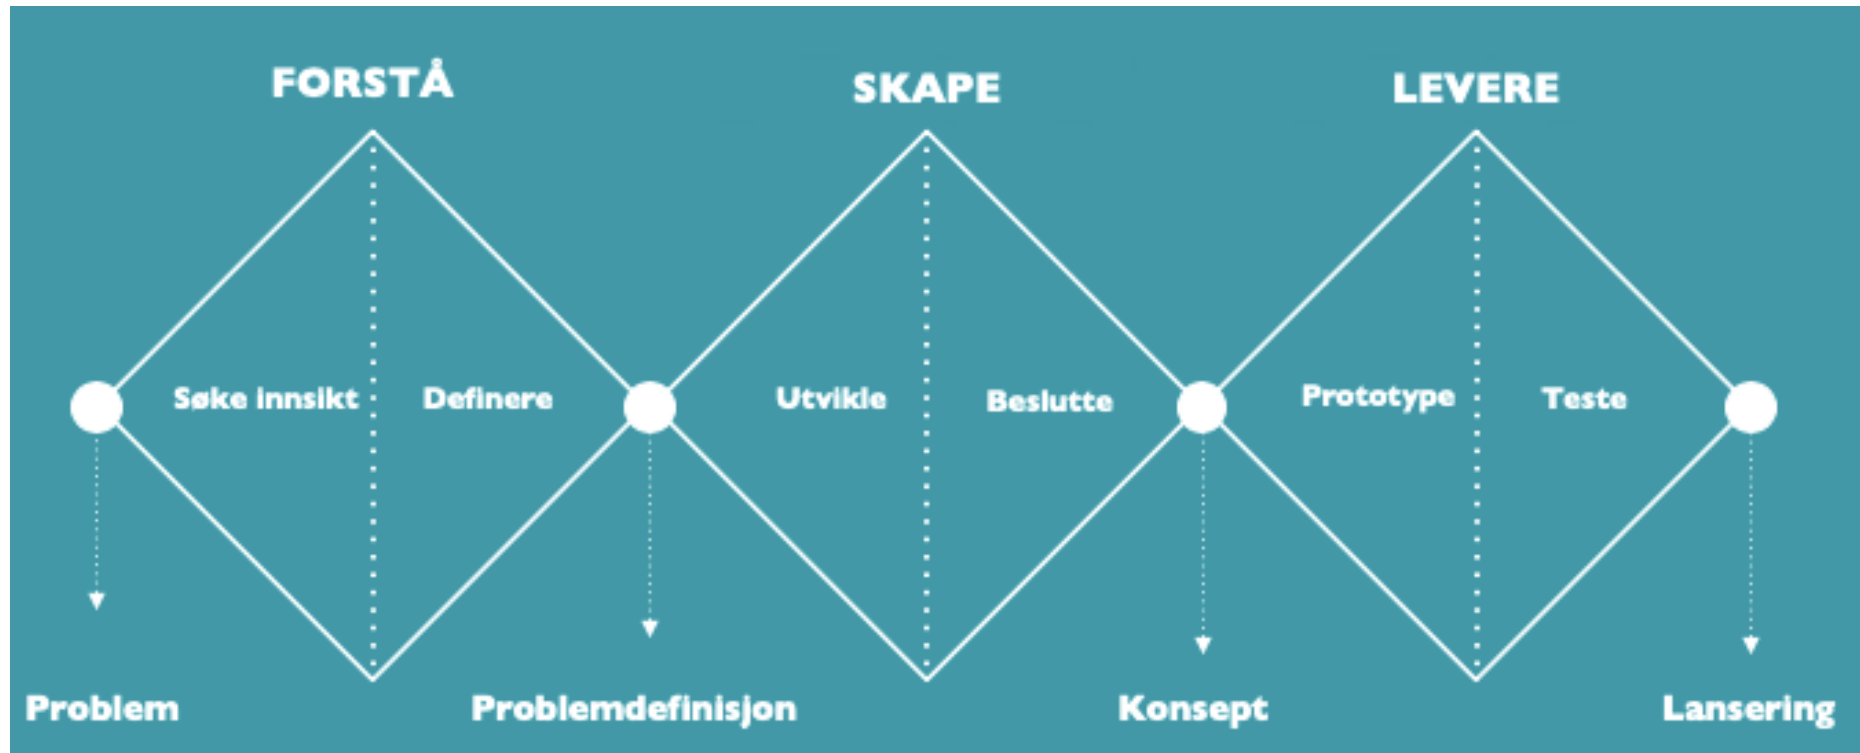 FORSTÅ
SKAPE
LEVERE
Søke innsikt
Definere
Utvikle
Beslutte
Prototype
Teste
Problem
Problemdefinisjon
Konsept
Lansering